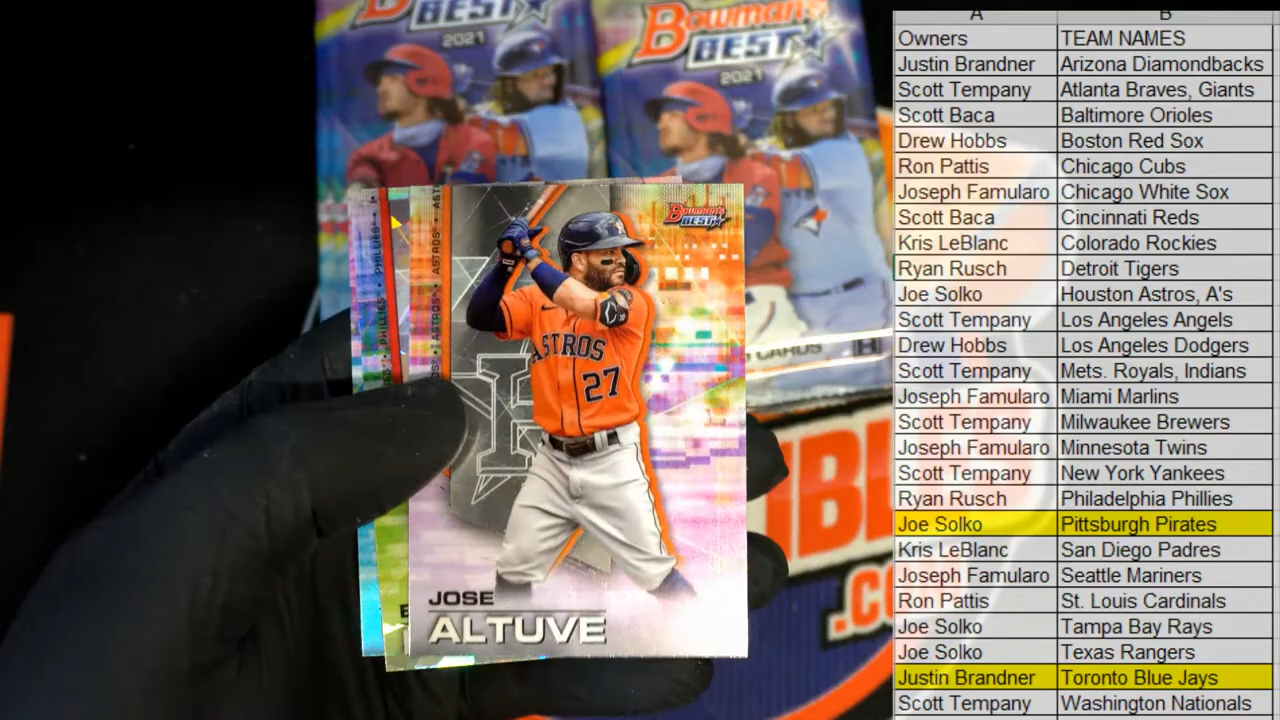 Bowman's
BEST
2021
Bowman's
BEST
2021
CARDS
PHILLIES
PHILLIES
ASTROS
ASTROS
Bowman's
BEST
ASTROS
27
JOSE
ALTUVE
.CO
A B
Owners TEAM NAMES
Justin Brandner Arizona Diamondbacks
Scott Tempany Atlanta Braves, Giants
Scott Baca Baltimore Orioles
Drew Hobbs Boston Red Sox
Ron Pattis Chicago Cubs
Joseph Famularo Chicago White Sox
Scott Baca Cincinnati Reds
Kris LeBlanc Colorado Rockies
Ryan Rusch Detroit Tigers
Joe Solko Houston Astros, A's
Scott Tempany Los Angeles Angels
Drew Hobbs Los Angeles Dodgers
Scott Tempany Mets. Royals, Indians
Joseph Famularo Miami Marlins
Scott Tempany Milwaukee Brewers
Joseph Famularo Minnesota Twins
Scott Tempany New York Yankees
Ryan Rusch Philadelphia Phillies
Joe Solko Pittsburgh Pirates
Kris LeBlanc San Diego Padres
Joseph Famularo Seattle Mariners
Ron Pattis St. Louis Cardinals
Joe Solko Tampa Bay Rays
Joe Solko Texas Rangers
Justin Brandner Toronto Blue Jays
Scott Tempany Washington Nationals